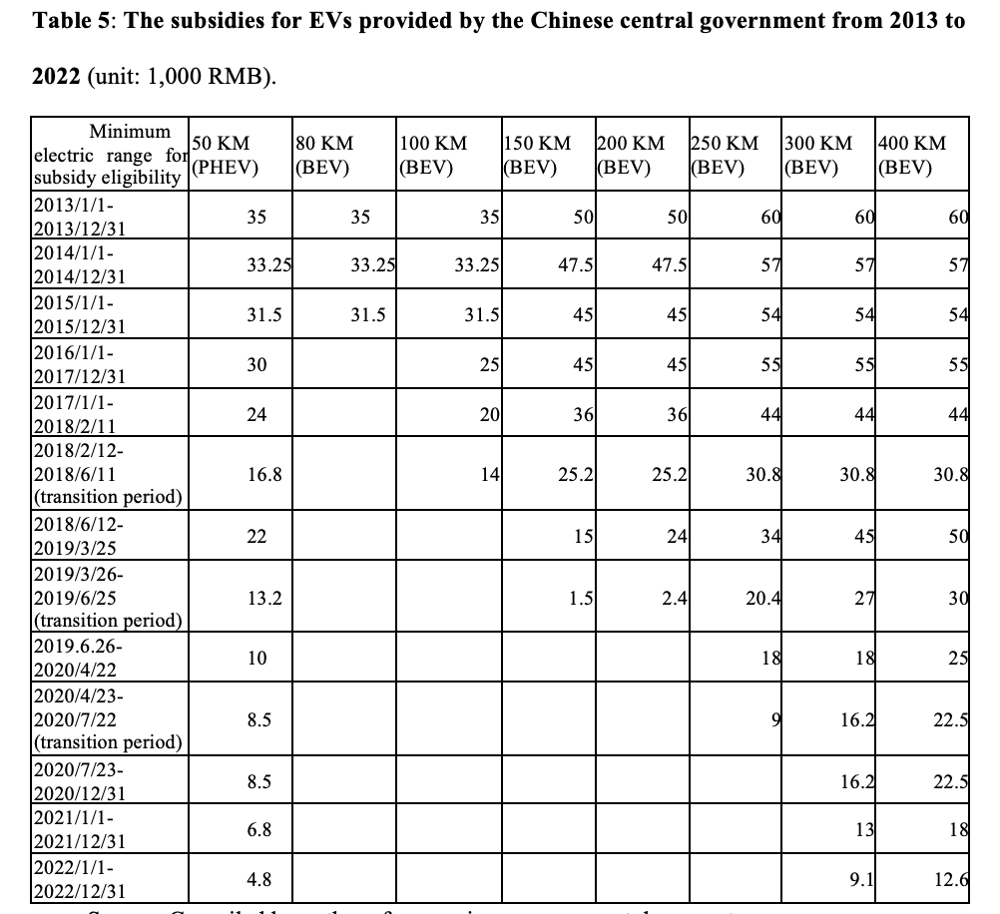 Table 5: The subsidies for EVs provided by the Chinese central government from 2013 to
2022 (unit: 1,000 RMB).
Minimum electric range for subsidy eligibility 50 KM (PHEV) 80 KM (BEV) 100 KM (BEV) 150 KM (BEV) 200 KM (BEV) 250 KM (BEV) 300 KM (BEV) 400 KM (BEV)
2013/1/1-2013/12/31 35 35 35 50 50 60 60 60
2014/1/1-2014/12/31 33.25 33.25 33.25 47.5 47.5 57 57 57
2015/1/1-2015/12/31 31.5 31.5 31.5 45 45 54 54 54
2016/1/1-2017/12/31 30 25 45 45 55 55 55
2017/1/1-2018/2/11 24 20 36 36 44 44 44
2018/2/12-2018/6/11 (transition period) 16.8 14 25.2 25.2 30.8 30.8 30.8
2018/6/12-2019/3/25 22 15 24 34 45 50
2019/3/26-2019/6/25 (transition period) 13.2 1.5 2.4 20.4 27 30
2019.6.26-2020/4/22 10 18 18 25
2020/4/23-2020/7/22 (transition period) 8.5 9 16.2 22.5
2020/7/23-2020/12/31 8.5 16.2 22.5
2021/1/1-2021/12/31 6.8 13 18
2022/1/1-2022/12/31 4.8 9.1 12.6